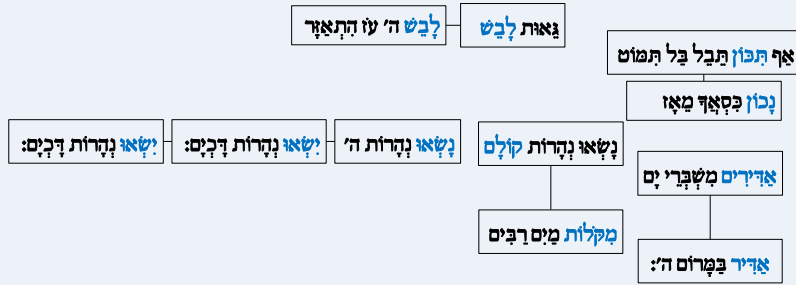 גֵּאוּת לָבֵשׁ
לָבֵשׁ ה' עֹז הִתְאַזָּר
אַף תִּכּוֹן תֵּבֵל בַּל תִּמּוֹט
נָכוֹן כִּסְאֲךָ מֵאָז
נָשְׂאוּ נְהָרוֹת קוֹלָם
נָשְׂאוּ נְהָרוֹת ה'
יִשְׂאוּ נְהָרוֹת דָּכְיָם:
יִשְׂאוּ נְהָרוֹת דָּכְיָם:
אַדִּירִים מִשְׁבְּרֵי יָם
מִקֹּלוֹת מַיִם רַבִּים
אַדִּיר בַּמָּרוֹם ה':